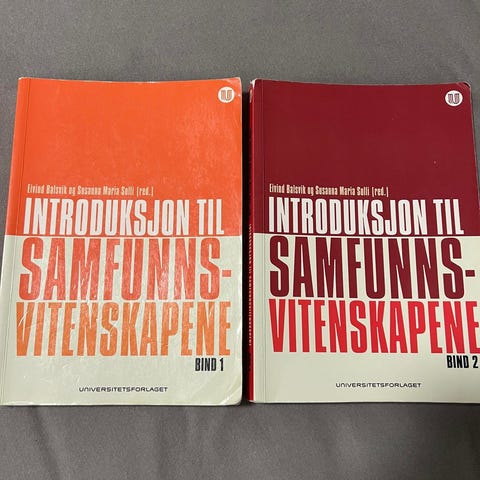 Eivind Balsvik og Susanna Maria Solli (red.)
INTRODUKSJON TIL
SAMFUNNS-
VITENSKAPENE
BIND 1
UNIVERSITETSFORLAGET
Eivind Balsvik og Susanna Maria Solli (red.)
INTRODUKSJON TIL
SAMFUNNS-
VITENSKAPENE
BIND 2
UNIVERSITETSFORLAGET